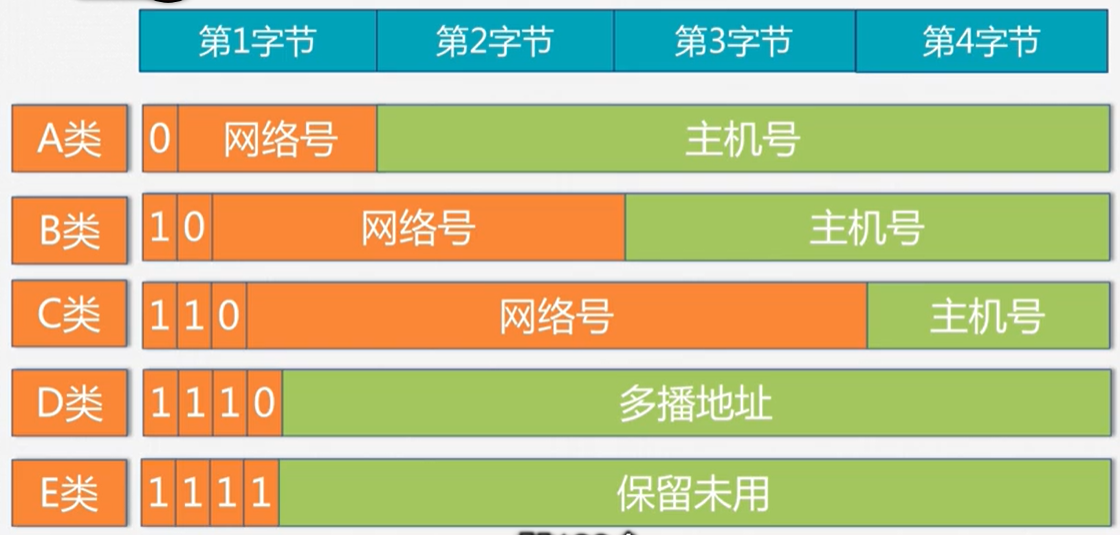 第1字节 第2字节 第3字节 第4字节
A类 0 网络号 主机号
B类 1 0 网络号 主机号
C类 1 1 0 网络号 主机号
D类 1 1 1 0 多播地址
E类 1 1 1 1 保留未用